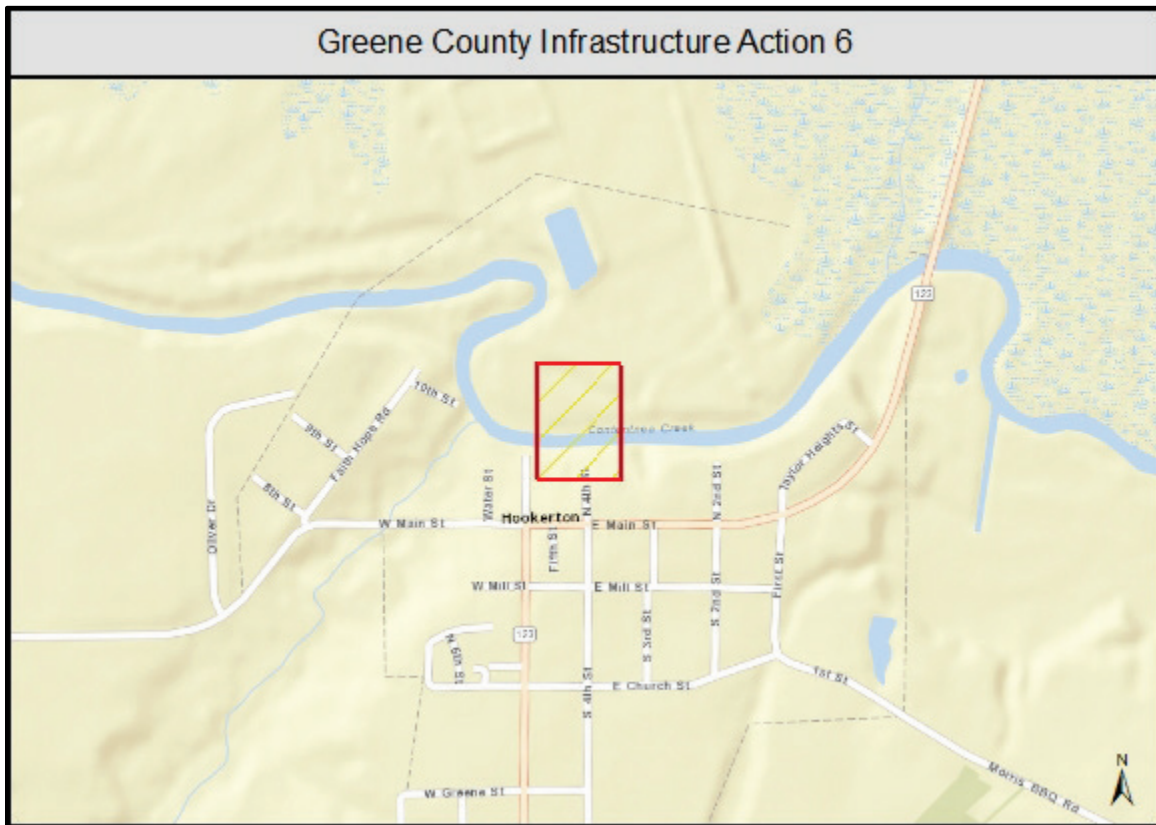 Greene County Infrastructure Action 6
123
Contentnea Creek
10th St
9th St
Faith Hope Rd
8th St
Oliver Dr
Water St
N 4th St
N 2nd St
Taylor Heights St
W Main St
Hookerton
E Main St
Fifth St
W Mill St
E Mill St
First St
S 2nd St
S 3rd St
123
N 6th St
E Church St
S 4th St
1st St
W Greene St
Morris BBQ Rd
N